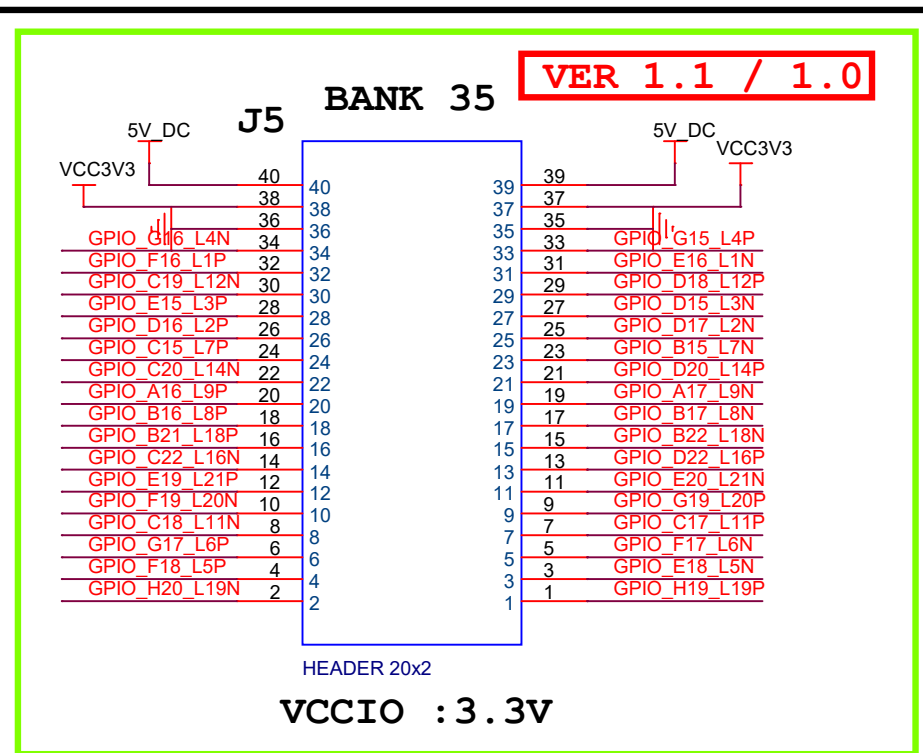 VER 1.1 / 1.0
BANK 35
J5
5V_DC 5V_DC
VCC3V3 VCC3V3
40 40 39 39
38 38 37 37
36 36 35 35
GPIO_G16_L4N 34 34 33 33 GPIO_G15_L4P
GPIO_F16_L1P 32 32 31 31 GPIO_E16_L1N
GPIO_C19_L12N 30 30 29 29 GPIO_D18_L12P
GPIO_E15_L3P 28 28 27 27 GPIO_D15_L3N
GPIO_D16_L2P 26 26 25 25 GPIO_D17_L2N
GPIO_C15_L7P 24 24 23 23 GPIO_B15_L7N
GPIO_C20_L14N 22 22 21 21 GPIO_D20_L14P
GPIO_A16_L9P 20 20 19 19 GPIO_A17_L9N
GPIO_B16_L8P 18 18 17 17 GPIO_B17_L8N
GPIO_B21_L18P 16 16 15 15 GPIO_B22_L18N
GPIO_C22_L16N 14 14 13 13 GPIO_D22_L16P
GPIO_E19_L21P 12 12 11 11 GPIO_E20_L21N
GPIO_F19_L20N 10 10 9 9 GPIO_G19_L20P
GPIO_C18_L11N 8 8 7 7 GPIO_C17_L11P
GPIO_G17_L6P 6 6 5 5 GPIO_F17_L6N
GPIO_F18_L5P 4 4 3 3 GPIO_E18_L5N
GPIO_H20_L19N 2 2 1 1 GPIO_H19_L19P
HEADER 20x2
VCCIO :3.3V